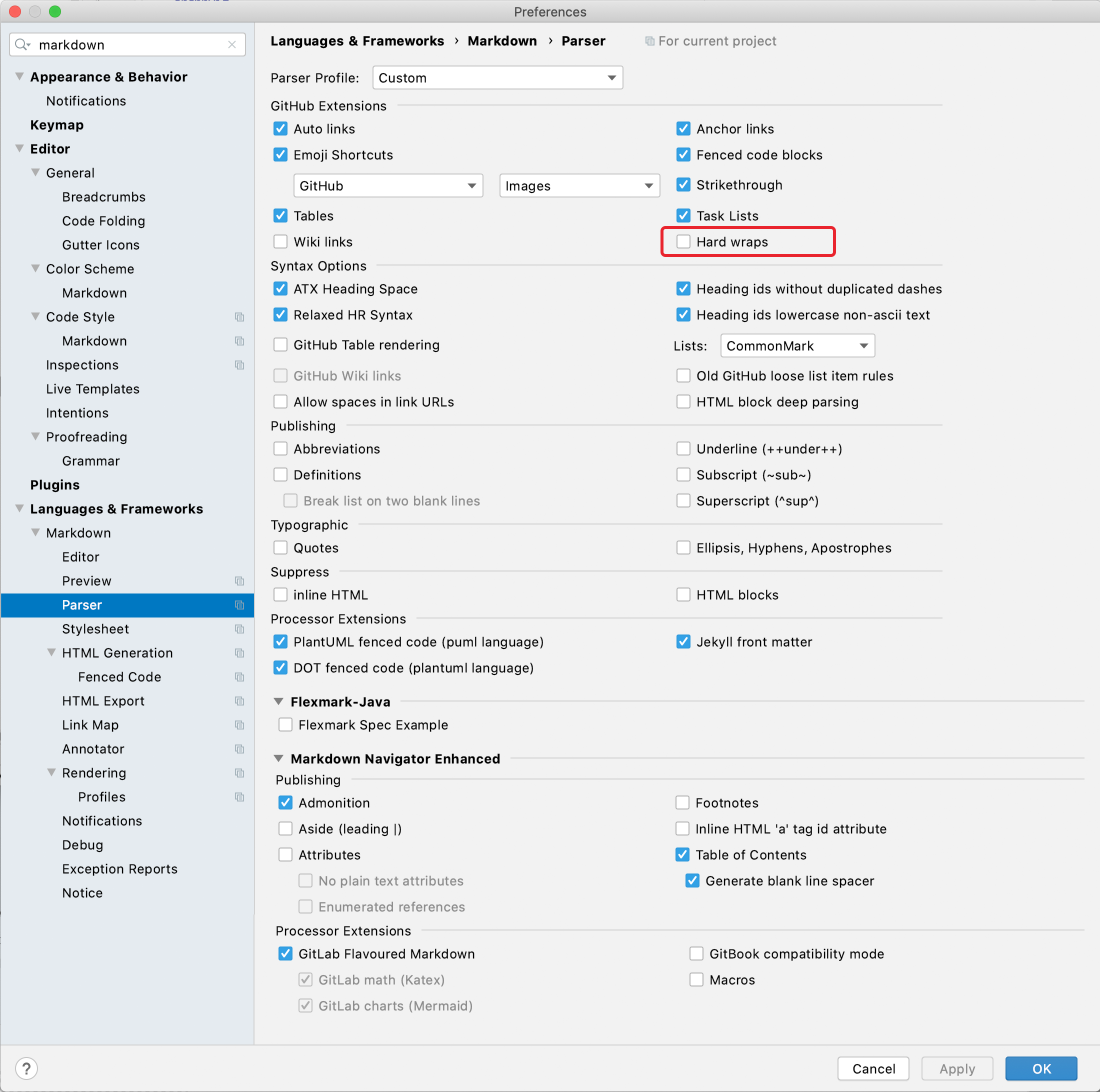 Preferences
markdown
Appearance & Behavior
Notifications
Keymap
Editor
General
Breadcrumbs
Code Folding
Gutter Icons
Color Scheme
Markdown
Code Style
Markdown
Inspections
Live Templates
Intentions
Proofreading
Grammar
Plugins
Languages & Frameworks
Markdown
Editor
Preview
Parser
Stylesheet
HTML Generation
Fenced Code
HTML Export
Link Map
Annotator
Rendering
Profiles
Notifications
Debug
Exception Reports
Notice
Languages & Frameworks › Markdown › Parser For current project
Parser Profile: Custom
GitHub Extensions
Auto links Anchor links
Emoji Shortcuts Fenced code blocks
GitHub Images Strikethrough
Tables Task Lists
Wiki links Hard wraps
Syntax Options
ATX Heading Space Heading ids without duplicated dashes
Relaxed HR Syntax Heading ids lowercase non-ascii text
GitHub Table rendering Lists: CommonMark
GitHub Wiki links Old GitHub loose list item rules
Allow spaces in link URLs HTML block deep parsing
Publishing
Abbreviations Underline (++under++)
Definitions Subscript (~sub~)
Break list on two blank lines Superscript (^sup^)
Typographic
Quotes Ellipsis, Hyphens, Apostrophes
Suppress
inline HTML HTML blocks
Processor Extensions
PlantUML fenced code (puml language) Jekyll front matter
DOT fenced code (plantuml language)
Flexmark-Java
Flexmark Spec Example
Markdown Navigator Enhanced
Publishing
Admonition Footnotes
Aside (leading |) Inline HTML 'a' tag id attribute
Attributes Table of Contents
No plain text attributes Generate blank line spacer
Enumerated references
Processor Extensions
GitLab Flavoured Markdown GitBook compatibility mode
GitLab math (Katex) Macros
GitLab charts (Mermaid)
? Cancel Apply OK